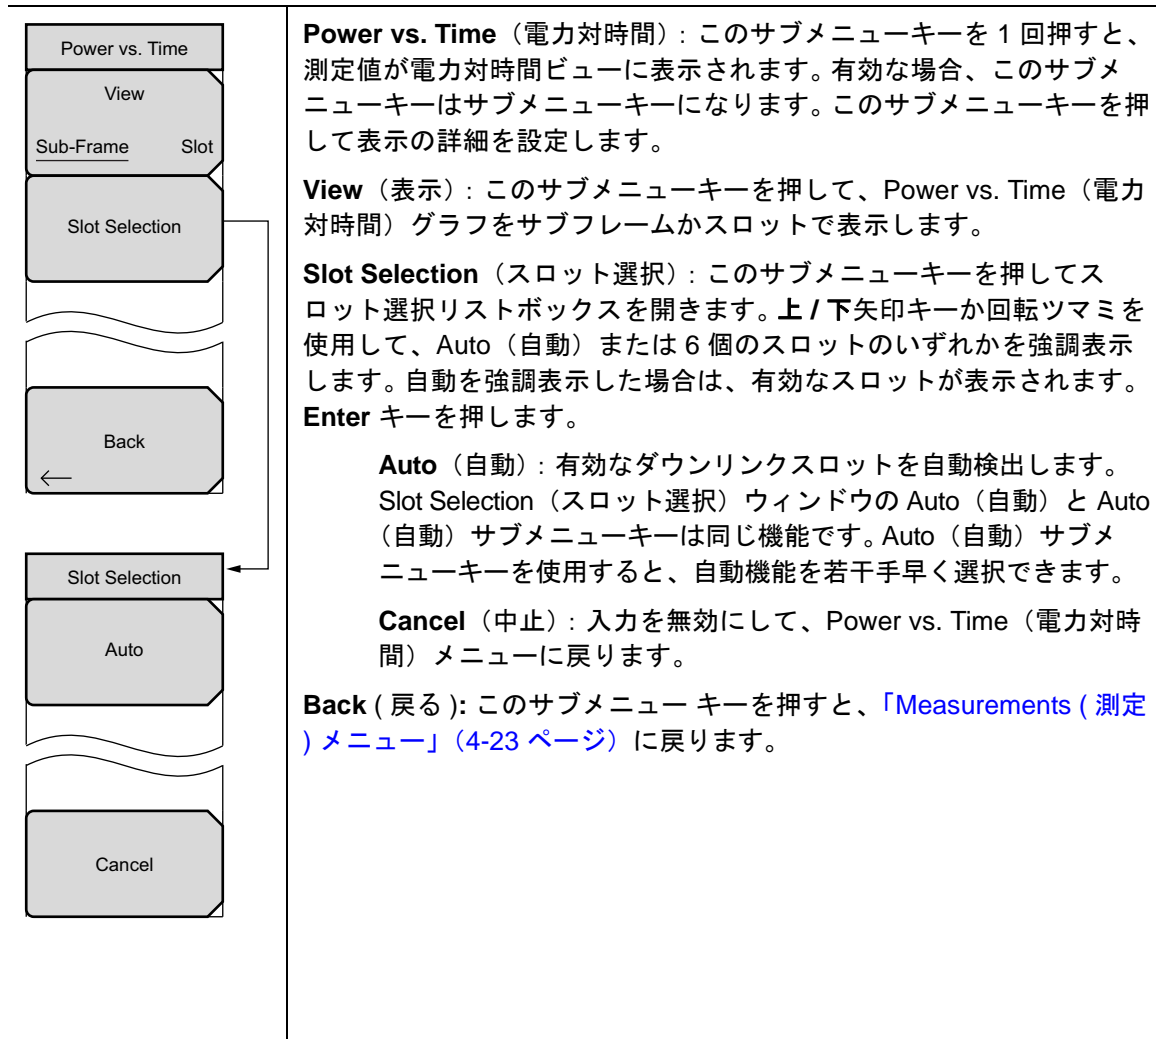 Power vs. Time
View
Sub-Frame Slot
Slot Selection
Back
Slot Selection
Auto
Cancel
Power vs. Time（電力対時間）: このサブメニューキーを 1 回押すと、
測定値が電力対時間ビューに表示されます。有効な場合、このサブメ
ニューキーはサブメニューキーになります。このサブメニューキーを押
して表示の詳細を設定します。
View（表示）: このサブメニューキーを押して、Power vs. Time（電力
対時間）グラフをサブフレームかスロットで表示します。
Slot Selection（スロット選択）: このサブメニューキーを押してス
ロット選択リストボックスを開きます。上 / 下矢印キーか回転ツマミを
使用して、Auto（自動）または 6 個のスロットのいずれかを強調表示
します。自動を強調表示した場合は、有効なスロットが表示されます。
Enter キーを押します。
Auto（自動）: 有効なダウンリンクスロットを自動検出します。
Slot Selection（スロット選択）ウィンドウの Auto（自動）と Auto
（自動）サブメニューキーは同じ機能です。Auto（自動）サブメ
ニューキーを使用すると、自動機能を若干手早く選択できます。
Cancel（中止）: 入力を無効にして、Power vs. Time（電力対時
間）メニューに戻ります。
Back ( 戻る ): このサブメニュー キーを押すと、「Measurements ( 測定
) メニュー」（4-23 ページ）に戻ります。